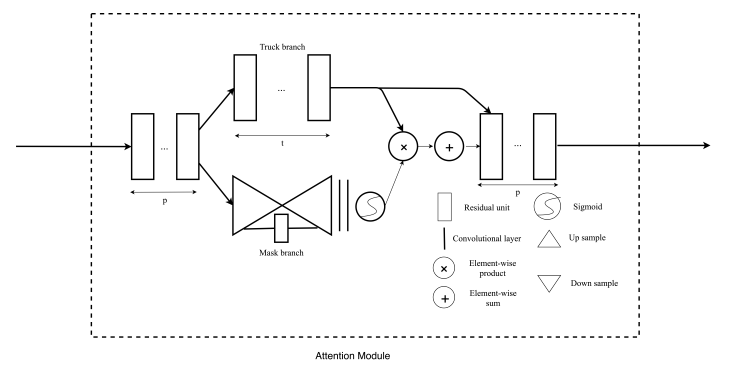 Truck branch
...
t
...
p
Mask branch
×
+
...
p
Residual unit
Sigmoid
Convolutional layer
Up sample
×
Element-wise
product
Down sample
+
Element-wise
sum
Attention Module